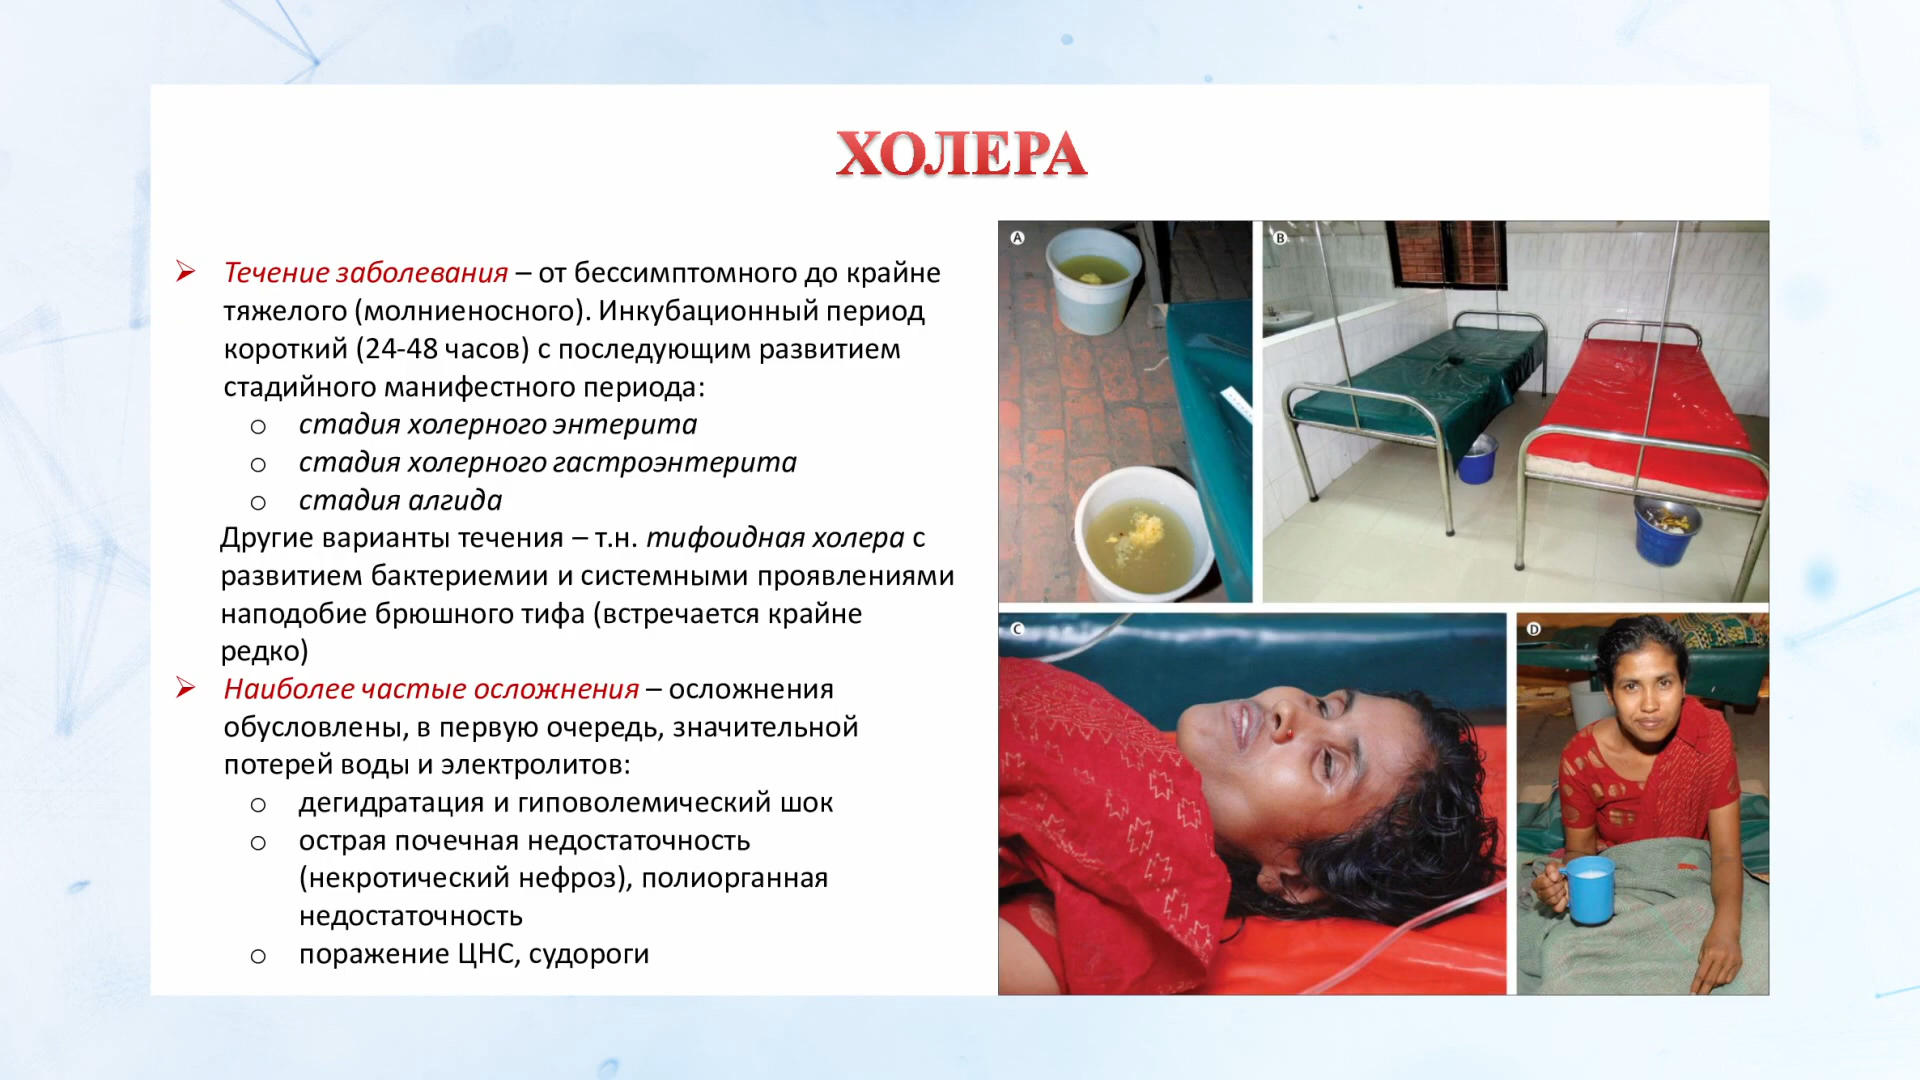 ХОЛЕРА
➢ Течение заболевания – от бессимптомного до крайне
тяжелого (молниеносного). Инкубационный период
короткий (24-48 часов) с последующим развитием
стадийного манифестного периода:
o стадия холерного энтерита
o стадия холерного гастроэнтерита
o стадия алгида
Другие варианты течения – т.н. тифоидная холера с
развитием бактериемии и системными проявлениями
наподобие брюшного тифа (встречается крайне
редко)
➢ Наиболее частые осложнения – осложнения
обусловлены, в первую очередь, значительной
потерей воды и электролитов:
o дегидратация и гиповолемический шок
o острая почечная недостаточность
(некротический нефроз), полиорганная
недостаточность
o поражение ЦНС, судороги
A
B
C
D